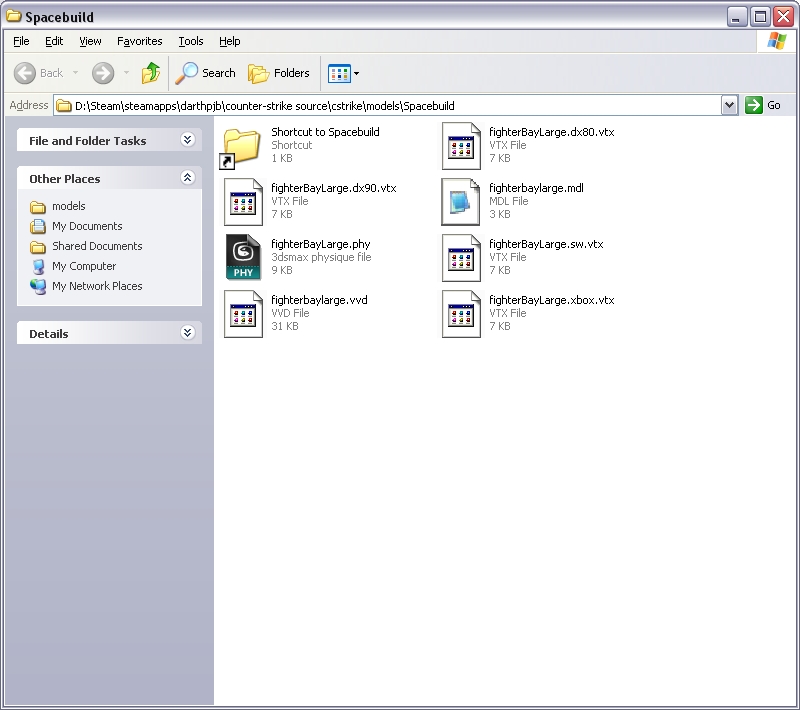 Spacebuild
File Edit View Favorites Tools Help
Back Search Folders
Address D:\Steam\steamapps\darthpjb\counter-strike source\cstrike\models\Spacebuild Go
File and Folder Tasks
Other Places
models
My Documents
Shared Documents
My Computer
My Network Places
Details
Shortcut to Spacebuild
Shortcut
1 KB
fighterBayLarge.dx80.vtx
VTX File
7 KB
fighterBayLarge.dx90.vtx
VTX File
7 KB
fighterbaylarge.mdl
MDL File
3 KB
PHY
fighterBayLarge.phy
3dsmax physique file
9 KB
fighterBayLarge.sw.vtx
VTX File
7 KB
fighterbaylarge.vvd
VVD File
31 KB
fighterBayLarge.xbox.vtx
VTX File
7 KB